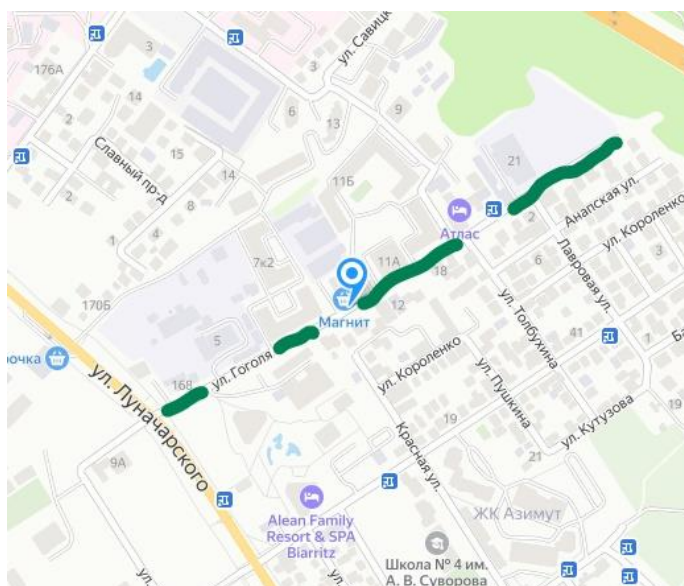 ул. Савицк
3
176А
3
14
6
13
9
2
15
21
Славный пр-д
14
2
8
11Б
Анапская ул.
ул. Короленко
1
4
Атлас
2
3
7к2
11А
18
6
Лавровая ул.
170Б
12
Магнит
ул. Толбухина
41
Ба
5
рочка
ул. Гоголя
ул. Короленко
14
168
ул. Луначарского
ул. Пушкина
19
19
Красная ул.
ул. Кутузова
9А
21
Alean Family
Resort & SPA
Biarritz
ЖК Азимут
Школа № 4 им.
А. В. Суворова
ул.